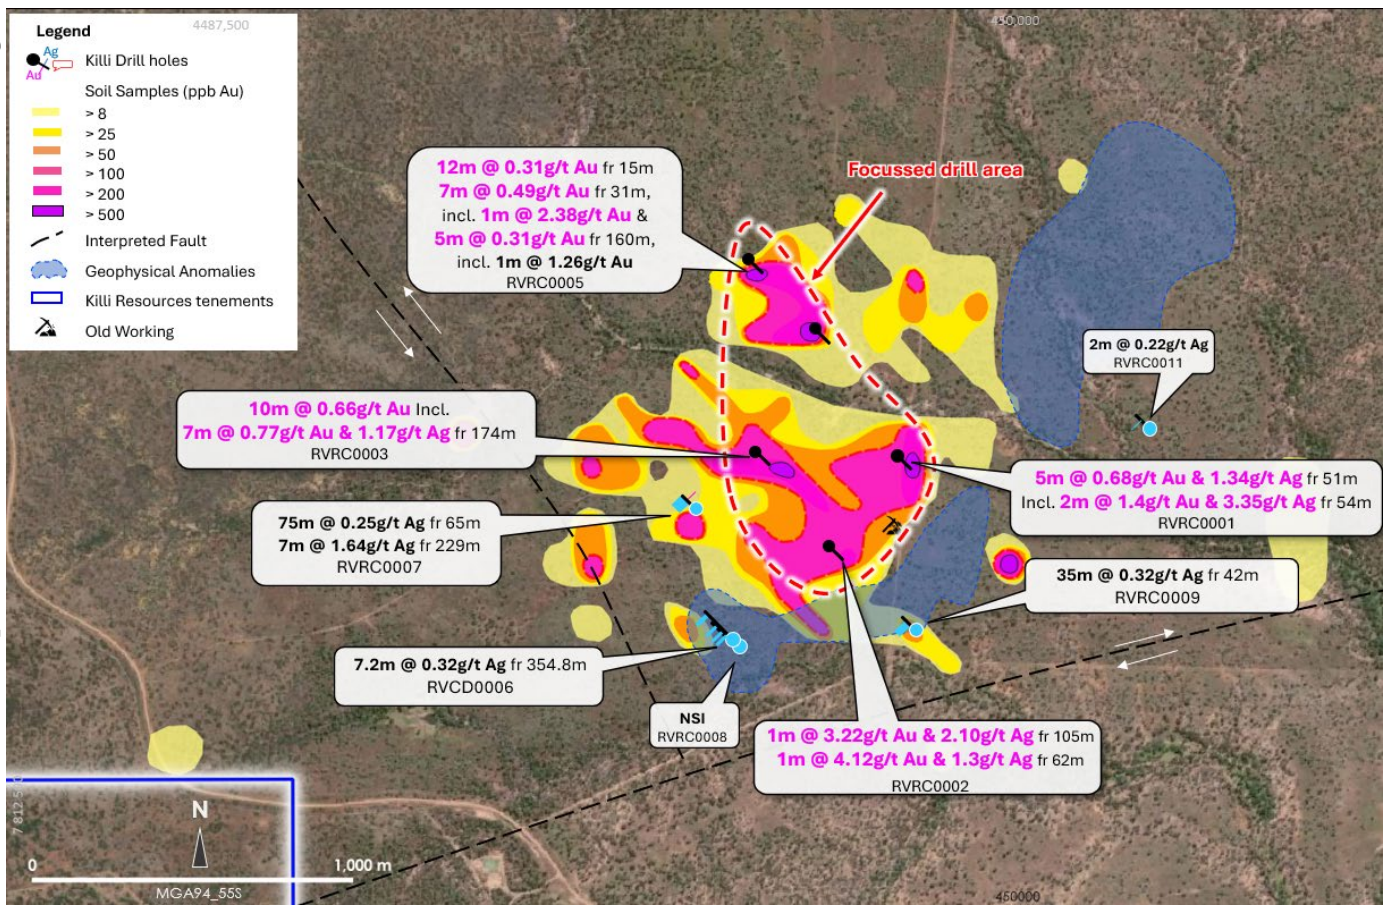 4487,500
450,000
Legend
Ag
Au
Killi Drill holes
Soil Samples (ppb Au)
> 8
> 25
> 50
> 100
> 200
> 500
Interpreted Fault
Geophysical Anomalies
Killi Resources tenements
Old Working
12m @ 0.31g/t Au fr 15m
7m @ 0.49g/t Au fr 31m,
incl. 1m @ 2.38g/t Au &
5m @ 0.31g/t Au fr 160m,
incl. 1m @ 1.26g/t Au
RVRC0005
Focussed drill area
2m @ 0.22g/t Ag
RVRC0011
10m @ 0.66g/t Au Incl.
7m @ 0.77g/t Au & 1.17g/t Ag fr 174m
RVRC0003
5m @ 0.68g/t Au & 1.34g/t Ag fr 51m
Incl. 2m @ 1.4g/t Au & 3.35g/t Ag fr 54m
RVRC0001
75m @ 0.25g/t Ag fr 65m
7m @ 1.64g/t Ag fr 229m
RVRC0007
35m @ 0.32g/t Ag fr 42m
RVRC0009
7.2m @ 0.32g/t Ag fr 354.8m
RVCD0006
NSI
RVRC0008
1m @ 3.22g/t Au & 2.10g/t Ag fr 105m
1m @ 4.12g/t Au & 1.3g/t Ag fr 62m
RVRC0002
7 812 500
N
0
1,000 m
MGA94_55S
450000